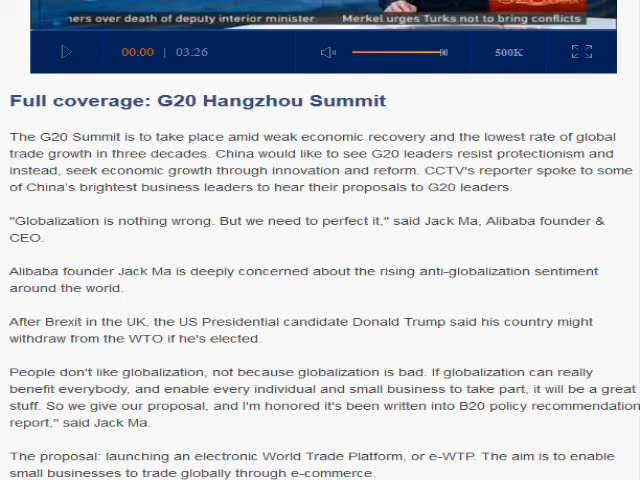 ners over death of deputy interior minister Merkel urges Turks not to bring conflicts
00:00 | 03:26 500K
Full coverage: G20 Hangzhou Summit
The G20 Summit is to take place amid weak economic recovery and the lowest rate of global
trade growth in three decades. China would like to see G20 leaders resist protectionism and
instead, seek economic growth through innovation and reform. CCTV's reporter spoke to some
of China's brightest business leaders to hear their proposals to G20 leaders.
"Globalization is nothing wrong. But we need to perfect it," said Jack Ma, Alibaba founder &
CEO.
Alibaba founder Jack Ma is deeply concerned about the rising anti-globalization sentiment
around the world.
After Brexit in the UK, the US Presidential candidate Donald Trump said his country might
withdraw from the WTO if he's elected.
People don't like globalization, not because globalization is bad. If globalization can really
benefit everybody, and enable every individual and small business to take part, it will be a great
stuff. So we give our proposal, and I'm honored it's been written into B20 policy recommendation
report," said Jack Ma.
The proposal: launching an electronic World Trade Platform, or e-WTP. The aim is to enable
small businesses to trade globally through e-commerce.